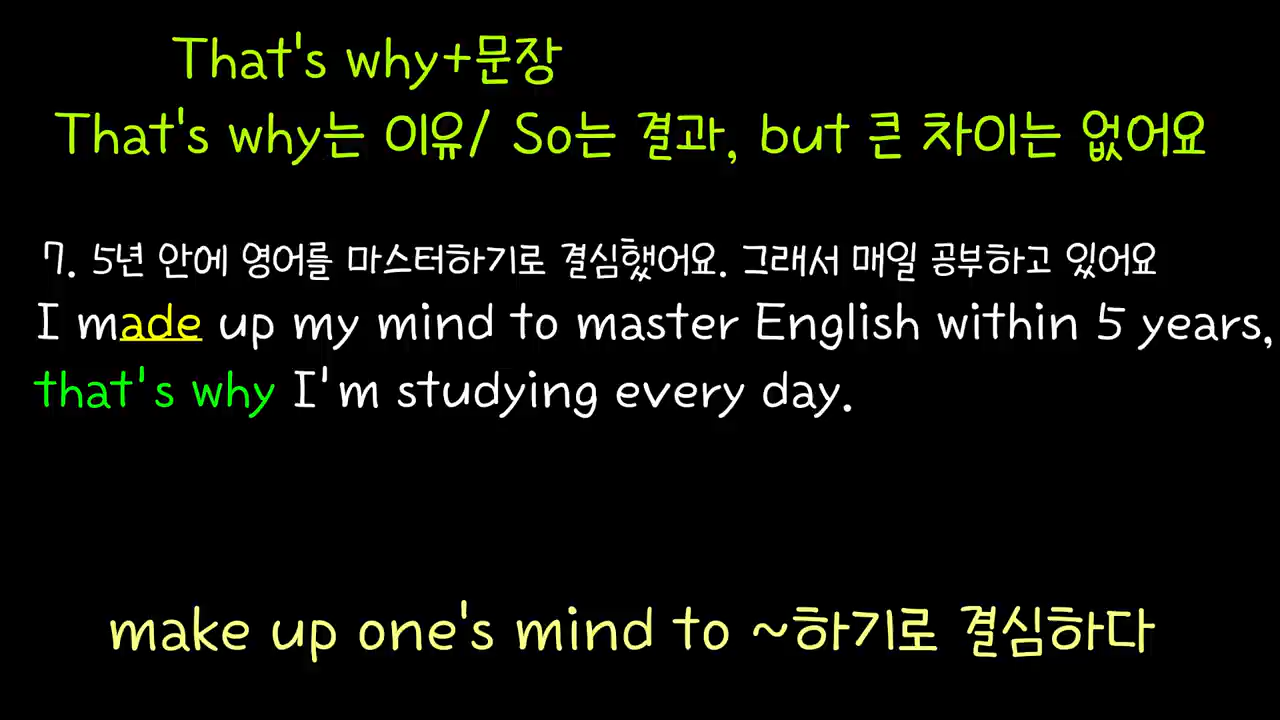 That's why+문장
That's why는 이유/ So는 결과, but 큰 차이는 없어요
7. 5년 안에 영어를 마스터하기로 결심했어요. 그래서 매일 공부하고 있어요
I made up my mind to master English within 5 years,
that's why I'm studying every day.
make up one's mind to ~하기로 결심하다